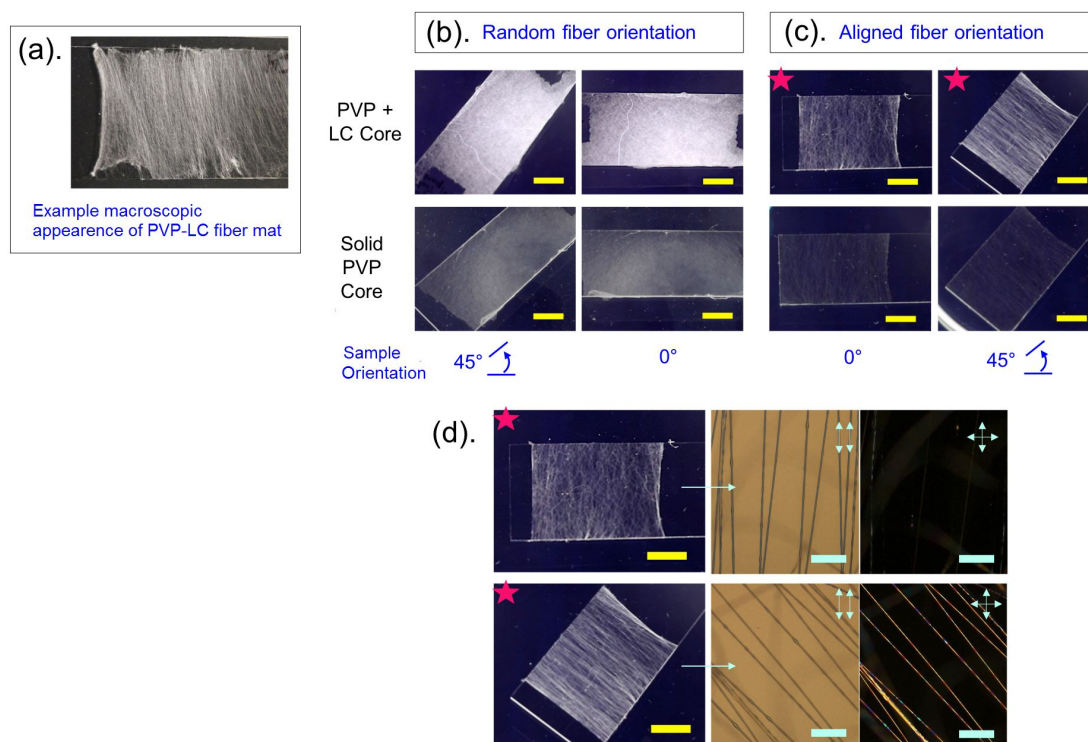 (a).
Example macroscopic
appearence of PVP-LC fiber mat
(b).
Random fiber orientation
(c).
Aligned fiber orientation
PVP +
LC Core
Solid
PVP
Core
Sample
Orientation
45°
0°
0°
45°
(d).